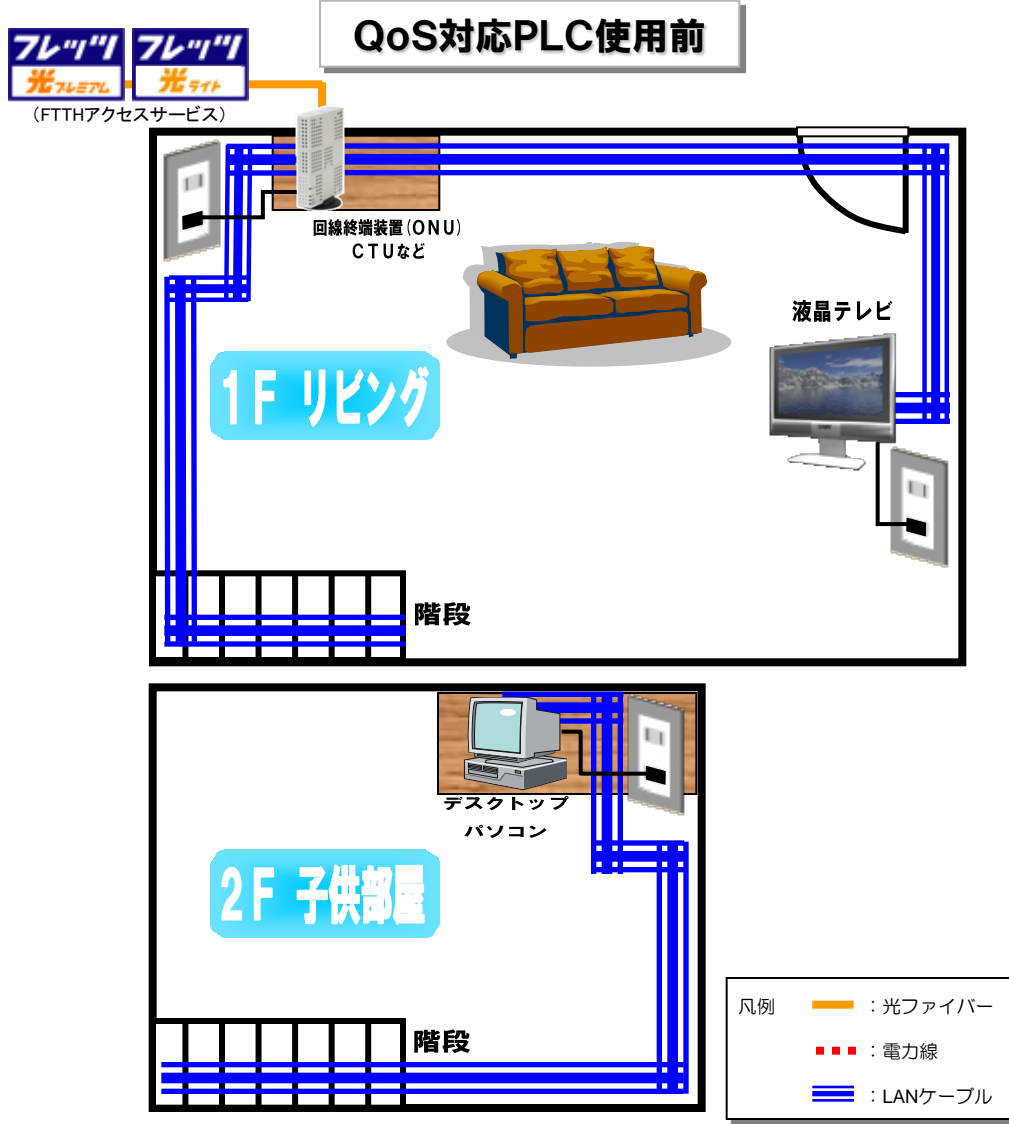 QoS対応PLC使用前
フレッツ
光プレミアム
フレッツ
光ライト
(FTTHアクセスサービス)
回線終端装置(ONU)
CTUなど
液晶テレビ
1F リビング
階段
デスクトップ
パソコン
2F 子供部屋
階段
凡例
:光ファイバー
:電力線
:LANケーブル